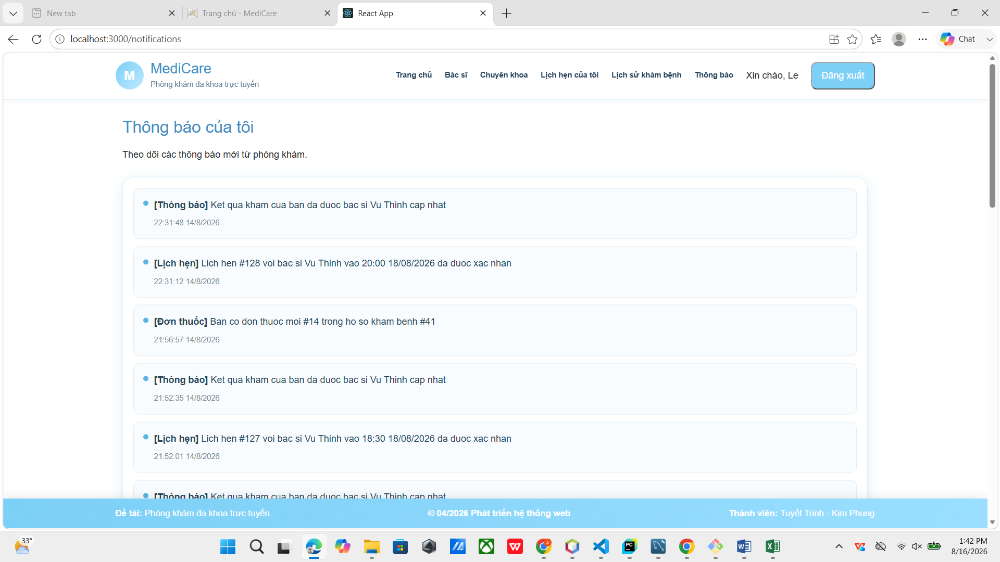 New tab
Trang chủ - MediCare
React App
localhost:3000/notifications
Chat
M
MediCare
Phòng khám đa khoa trực tuyến
Trang chủ
Bác sĩ
Chuyên khoa
Lịch hẹn của tôi
Lịch sử khám bệnh
Thông báo
Xin chào, Le
Đăng xuất
Thông báo của tôi
Theo dõi các thông báo mới từ phòng khám.
[Thông báo] Ket qua kham cua ban da duoc bac si Vu Thinh cap nhat
22:31:48 14/8/2026
[Lịch hẹn] Lich hen #128 voi bac si Vu Thinh vao 20:00 18/08/2026 da duoc xac nhan
22:31:12 14/8/2026
[Đơn thuốc] Ban co don thuoc moi #14 trong ho so kham benh #41
21:56:57 14/8/2026
[Thông báo] Ket qua kham cua ban da duoc bac si Vu Thinh cap nhat
21:52:35 14/8/2026
[Lịch hẹn] Lich hen #127 voi bac si Vu Thinh vao 18:30 18/08/2026 da duoc xac nhan
21:52:01 14/8/2026
[Thông báo] Ket qua kham cua ban da duoc bac si Vu Thinh cap nhat
Đề tài: Phòng khám đa khoa trực tuyến
© 04/2026 Phát triển hệ thống web
Thành viên: Tuyết Trinh - Kim Phụng
33°
1:42 PM
8/16/2026